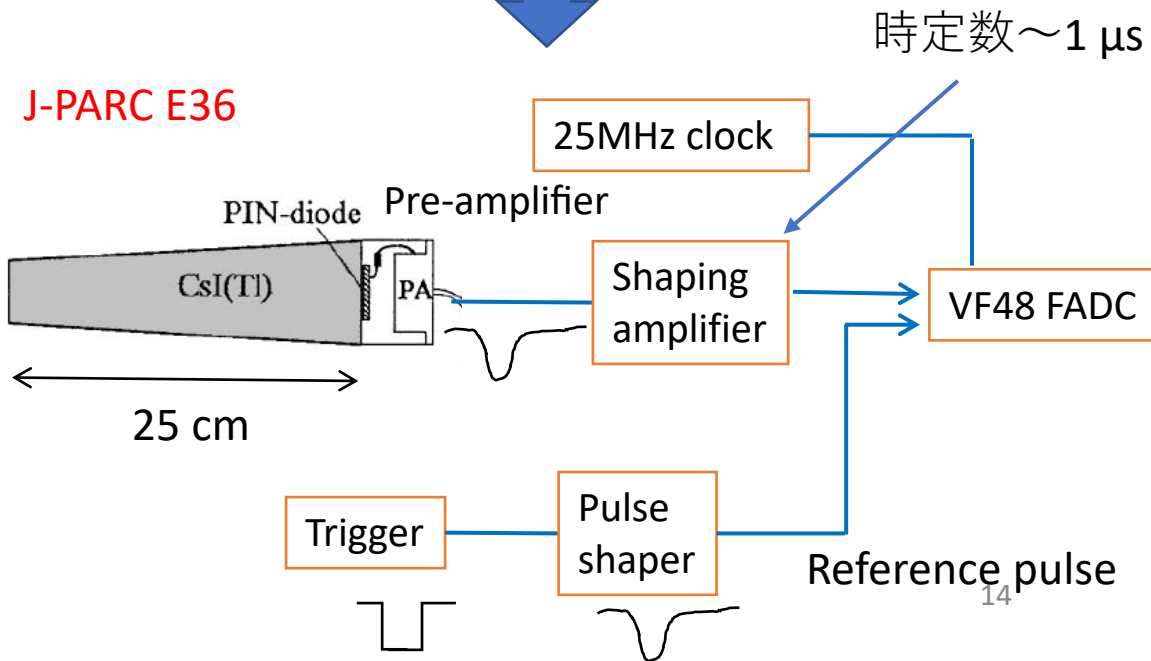 時定数～1 μs
J-PARC E36
25MHz clock
Pre-amplifier
PIN-diode
CsI(Tl)
PA
Shaping
amplifier
VF48 FADC
25 cm
Trigger
Pulse
shaper
Reference pulse
14